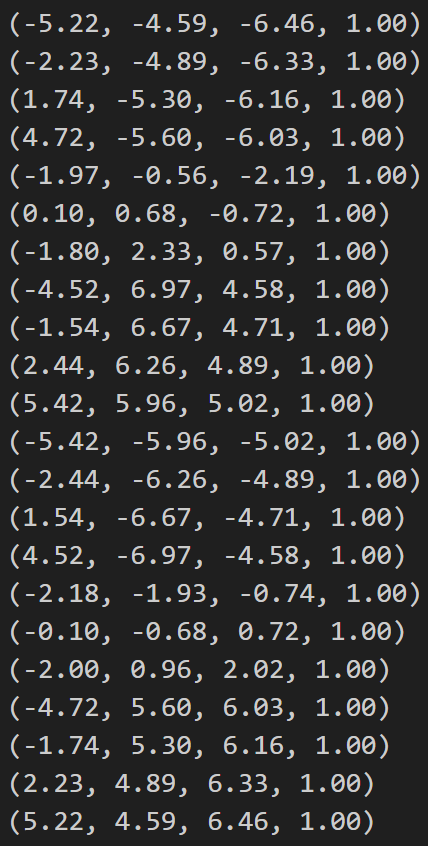 (-5.22, -4.59, -6.46, 1.00)
(-2.23, -4.89, -6.33, 1.00)
(1.74, -5.30, -6.16, 1.00)
(4.72, -5.60, -6.03, 1.00)
(-1.97, -0.56, -2.19, 1.00)
(0.10, 0.68, -0.72, 1.00)
(-1.80, 2.33, 0.57, 1.00)
(-4.52, 6.97, 4.58, 1.00)
(-1.54, 6.67, 4.71, 1.00)
(2.44, 6.26, 4.89, 1.00)
(5.42, 5.96, 5.02, 1.00)
(-5.42, -5.96, -5.02, 1.00)
(-2.44, -6.26, -4.89, 1.00)
(1.54, -6.67, -4.71, 1.00)
(4.52, -6.97, -4.58, 1.00)
(-2.18, -1.93, -0.74, 1.00)
(-0.10, -0.68, 0.72, 1.00)
(-2.00, 0.96, 2.02, 1.00)
(-4.72, 5.60, 6.03, 1.00)
(-1.74, 5.30, 6.16, 1.00)
(2.23, 4.89, 6.33, 1.00)
(5.22, 4.59, 6.46, 1.00)